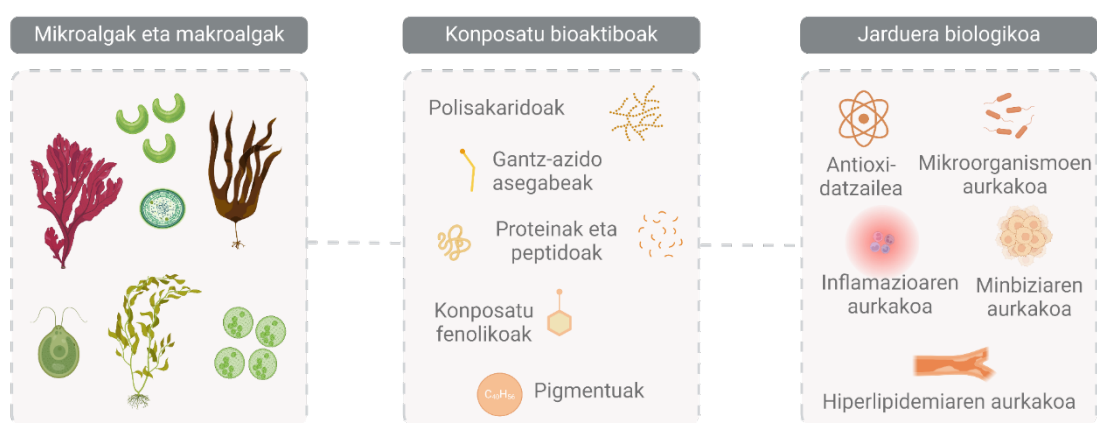 Mikroalgak eta makroalgak
Konposatu bioaktiboak
Polisakaridoak
Gantz-azido
asegabeak
Proteinak eta
peptidoak
Konposatu
fenolikoak
C₄₀H₅₆
Pigmentuak
Jarduera biologikoa
Antioxi-
datzailea
Mikroorganismoen
aurkakoa
Inflamazioaren
aurkakoa
Minbiziaren
aurkakoa
Hiperlipidemiaren aurkakoa